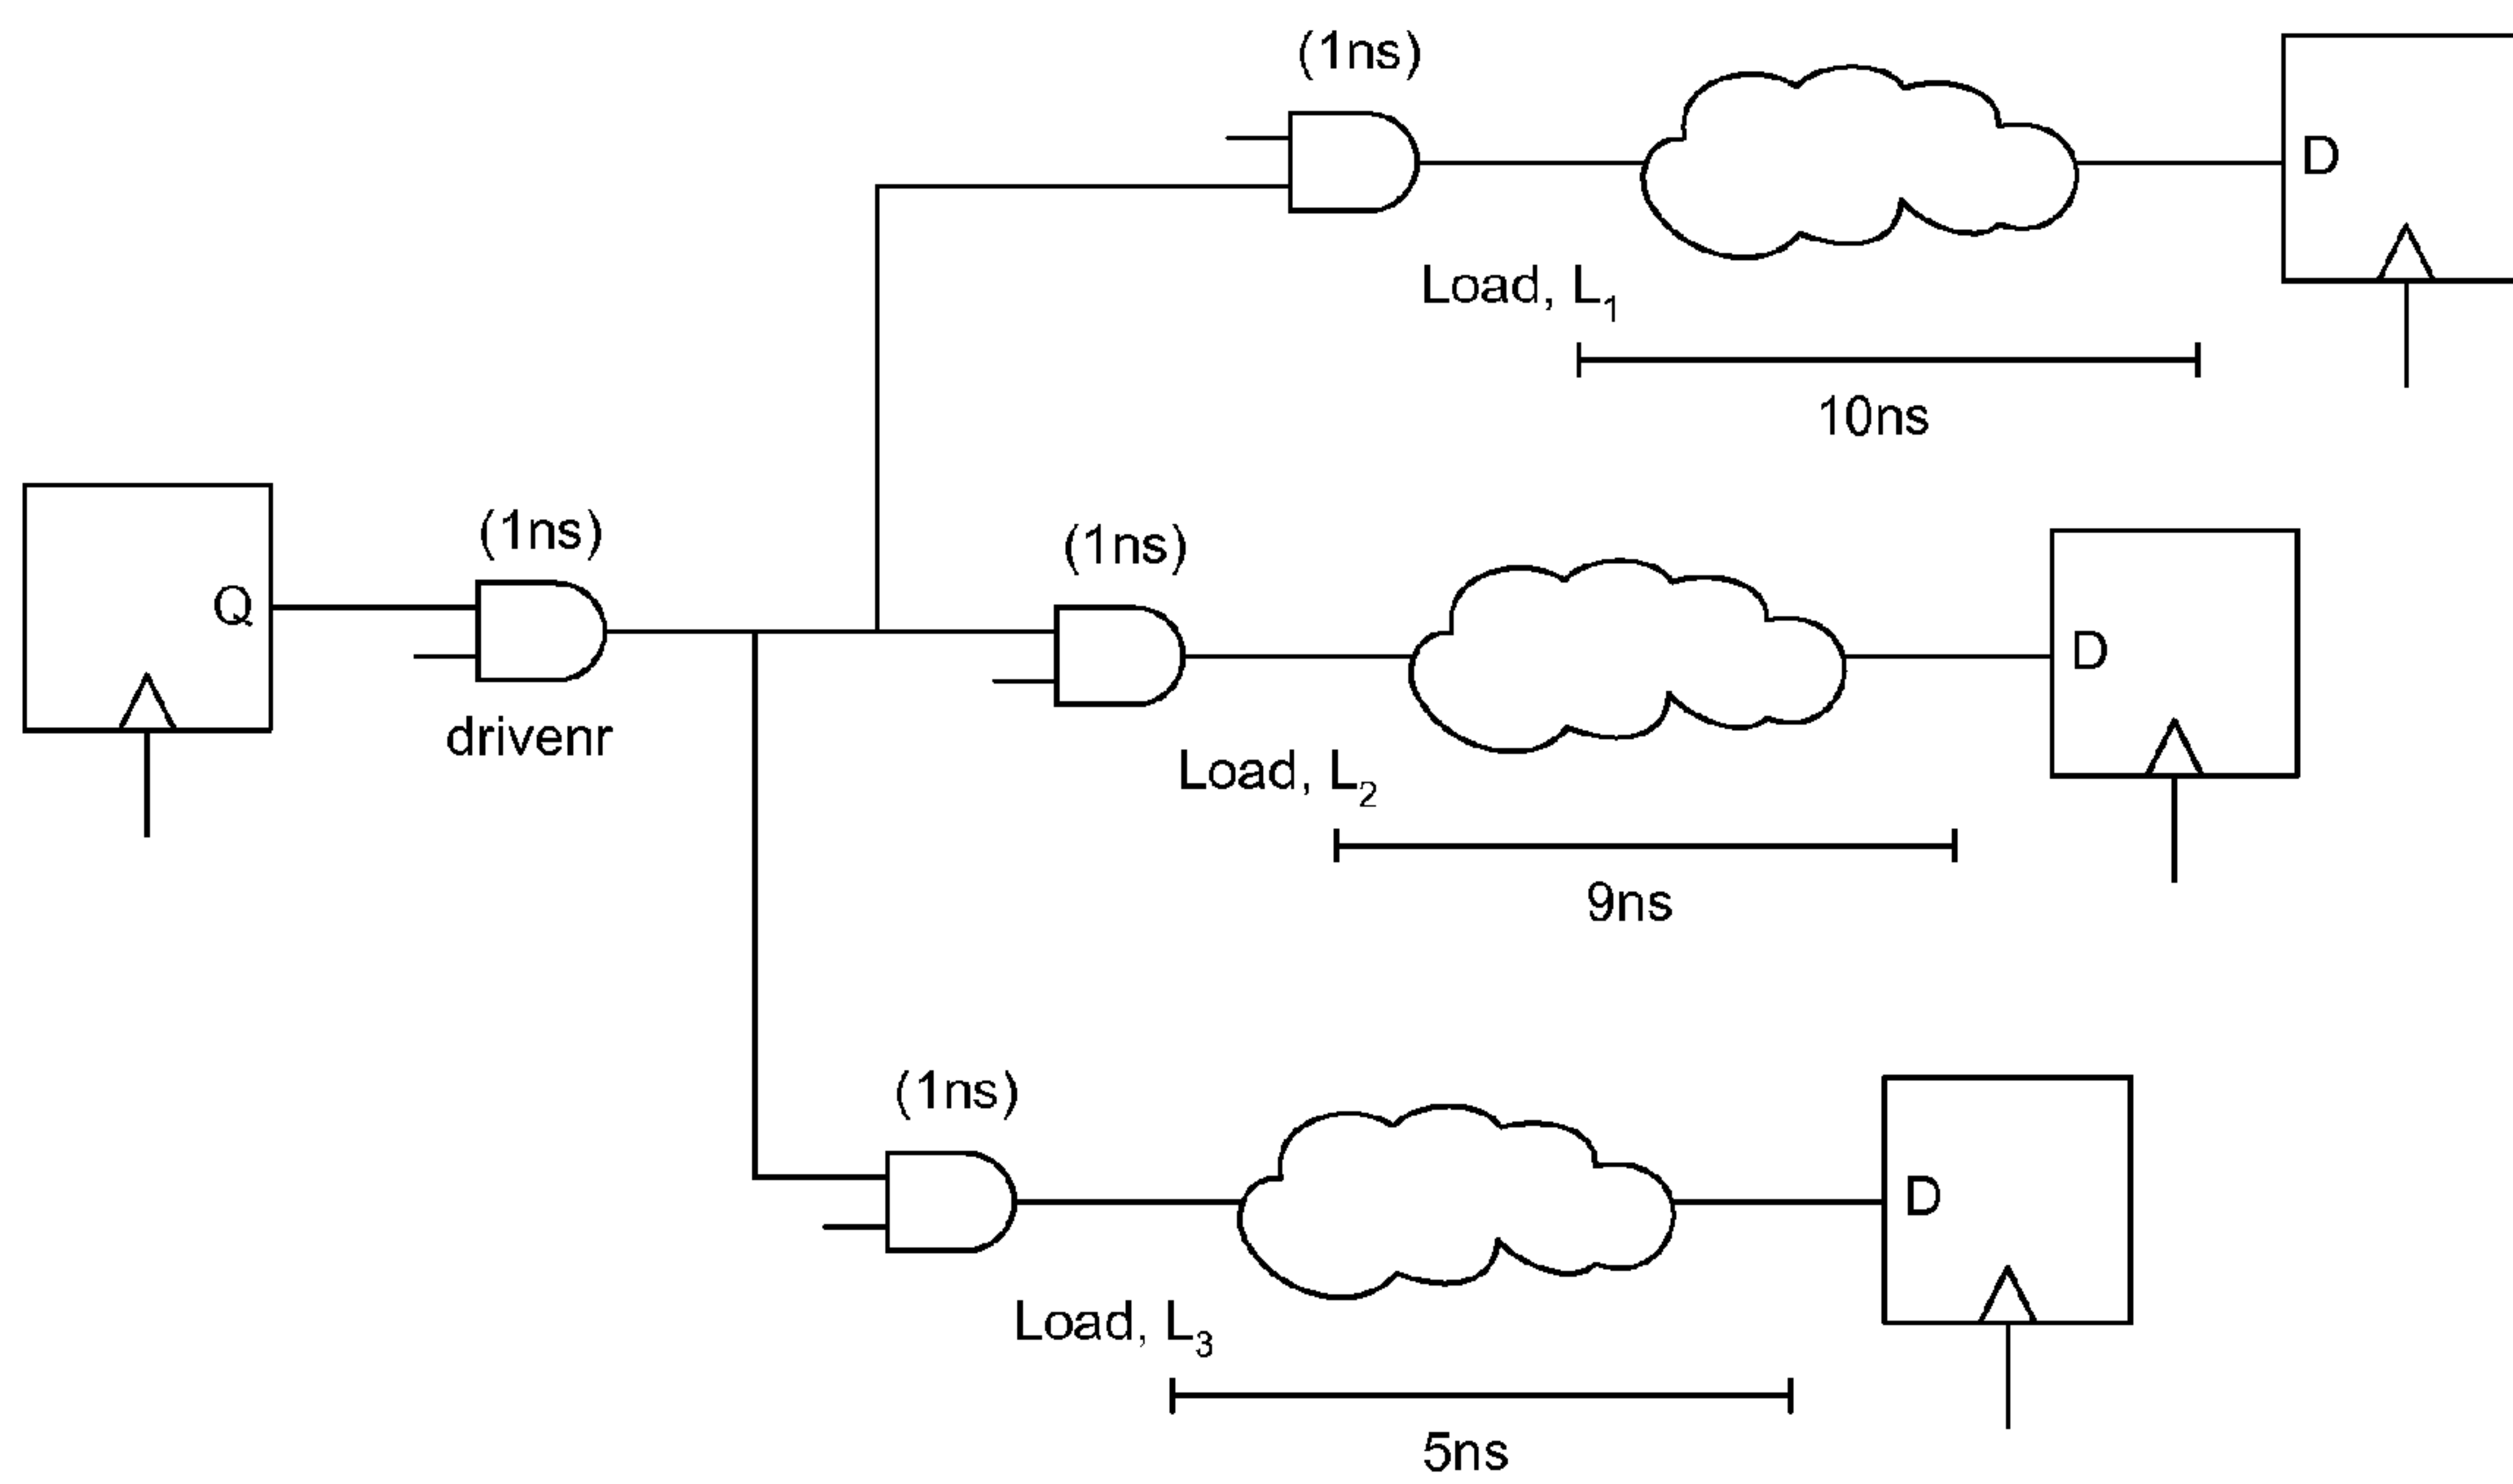 (1ns)
D
Load, L₁
10ns
(1ns)
Q
drivenr
(1ns)
D
Load, L₂
9ns
(1ns)
D
Load, L₃
5ns